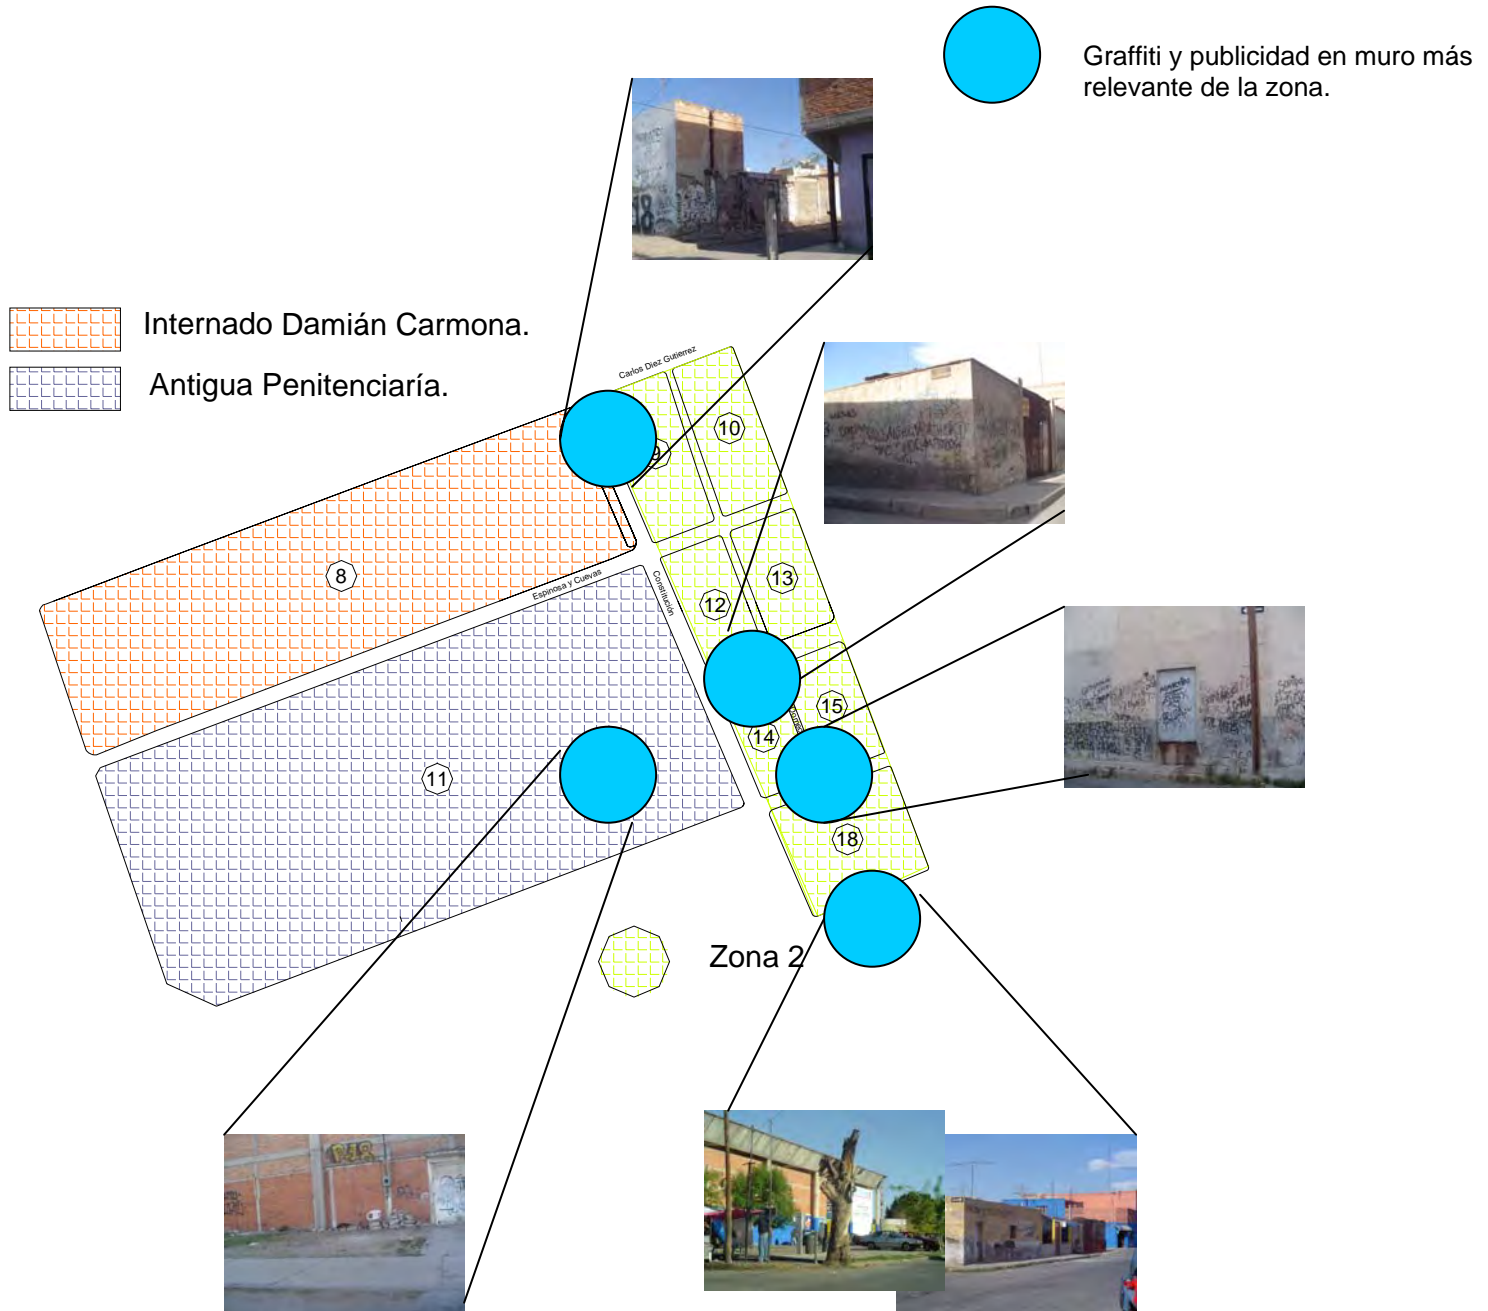 Graffiti y publicidad en muro más
relevante de la zona.
Internado Damián Carmona.
Antigua Penitenciaría.
Carlos Diez Gutierrez
9
10
8
Espinosa y Cuevas
Constitución
13
12
15
14
11
18
Zona 2